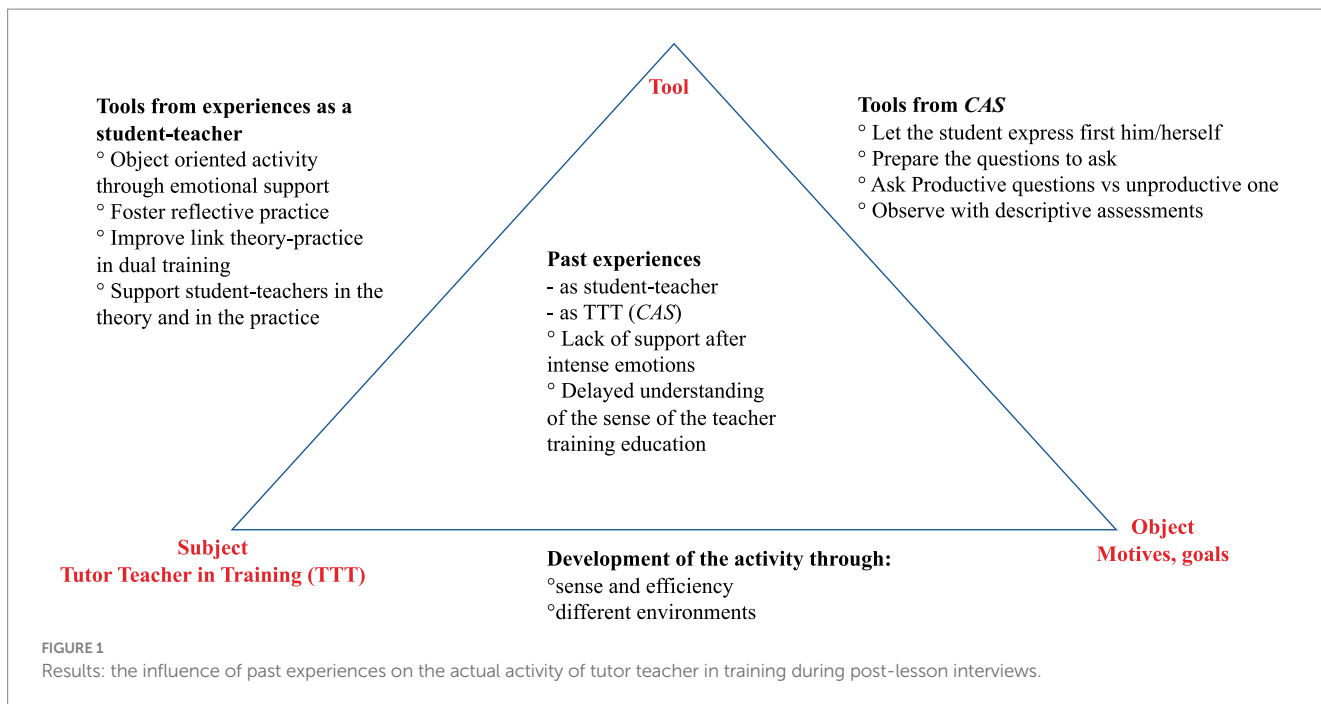 Tool
Tools from experiences as a
student-teacher
° Object oriented activity
through emotional support
° Foster reflective practice
° Improve link theory-practice
in dual training
° Support student-teachers in the
theory and in the practice
Tools from CAS
° Let the student express first him/herself
° Prepare the questions to ask
° Ask Productive questions vs unproductive one
° Observe with descriptive assessments
Past experiences
- as student-teacher
- as TTT (CAS)
° Lack of support after
intense emotions
° Delayed understanding
of the sense of the teacher
training education
Subject
Tutor Teacher in Training (TTT)
Object
Motives, goals
Development of the activity through:
°sense and efficiency
°different environments
FIGURE 1
Results: the influence of past experiences on the actual activity of tutor teacher in training during post-lesson interviews.